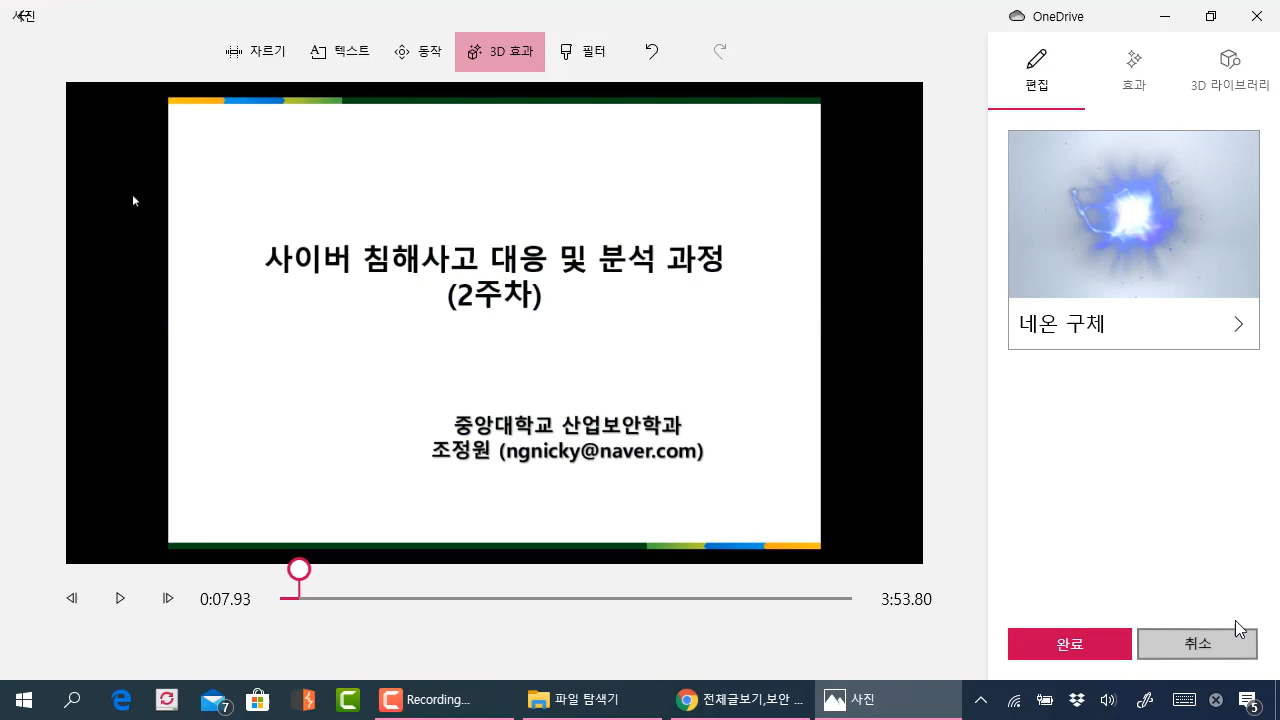 사진
OneDrive
자르기
텍스트
동작
3D 효과
필터
편집
효과
3D 라이브러리
사이버 침해사고 대응 및 분석 과정
(2주차)
중앙대학교 산업보안학과
조정원 (ngnicky@naver.com)
네온 구체
0:07.93
3:53.80
완료
취소
7
Recording...
파일 탐색기
전체글보기,보안 ...
사진
5